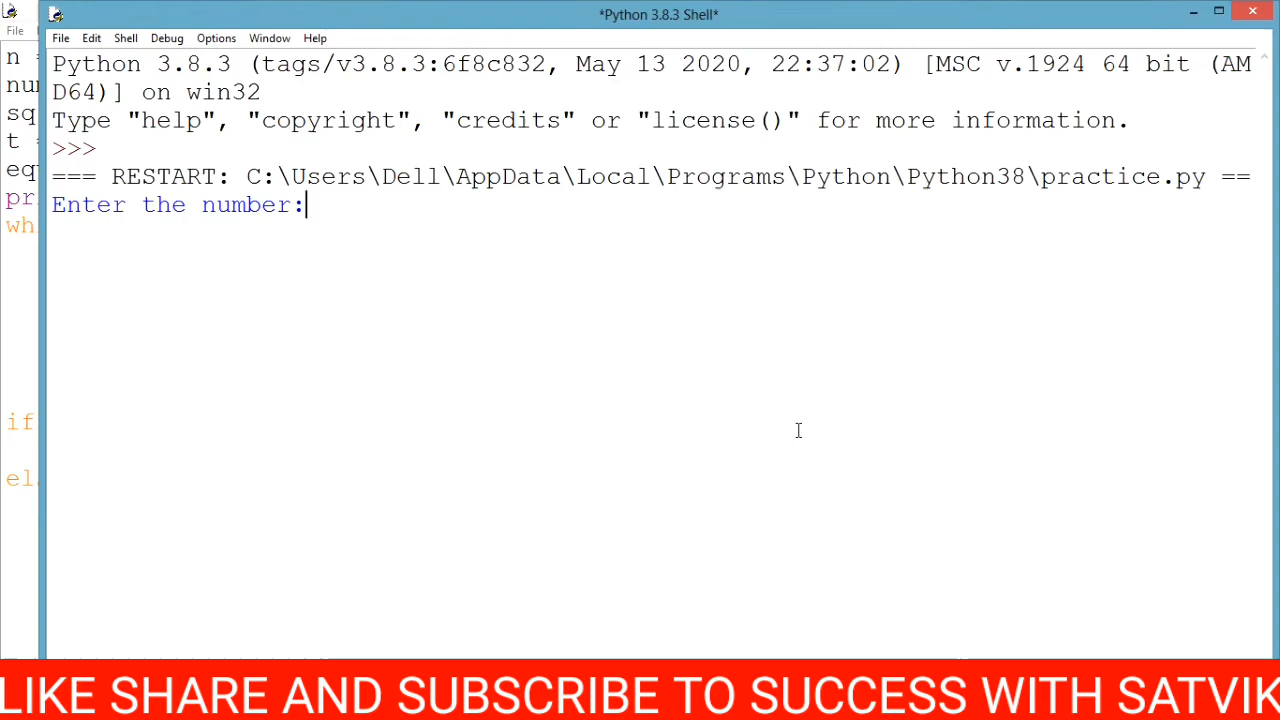 *Python 3.8.3 Shell*
File
File Edit Shell Debug Options Window Help
Python 3.8.3 (tags/v3.8.3:6f8c832, May 13 2020, 22:37:02) [MSC v.1924 64 bit (AM
D64)] on win32
Type "help", "copyright", "credits" or "license()" for more information.
>>>
=== RESTART: C:\Users\Dell\AppData\Local\Programs\Python\Python38\practice.py ==
Enter the number:
n
if
LIKE SHARE AND SUBSCRIBE TO SUCCESS WITH SATVIK